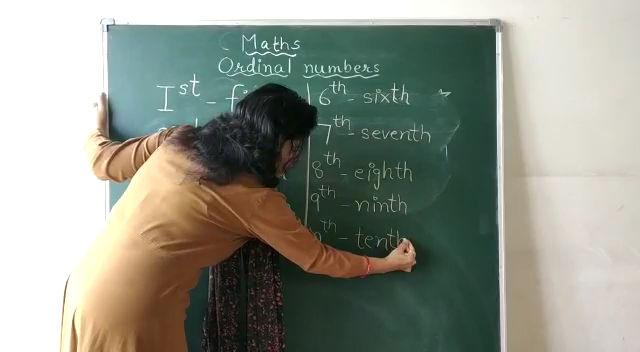 Maths
Ordinal numbers
Ist -
6th - sixth
7th - seventh
8th - eighth
9th - ninth
th - tenth